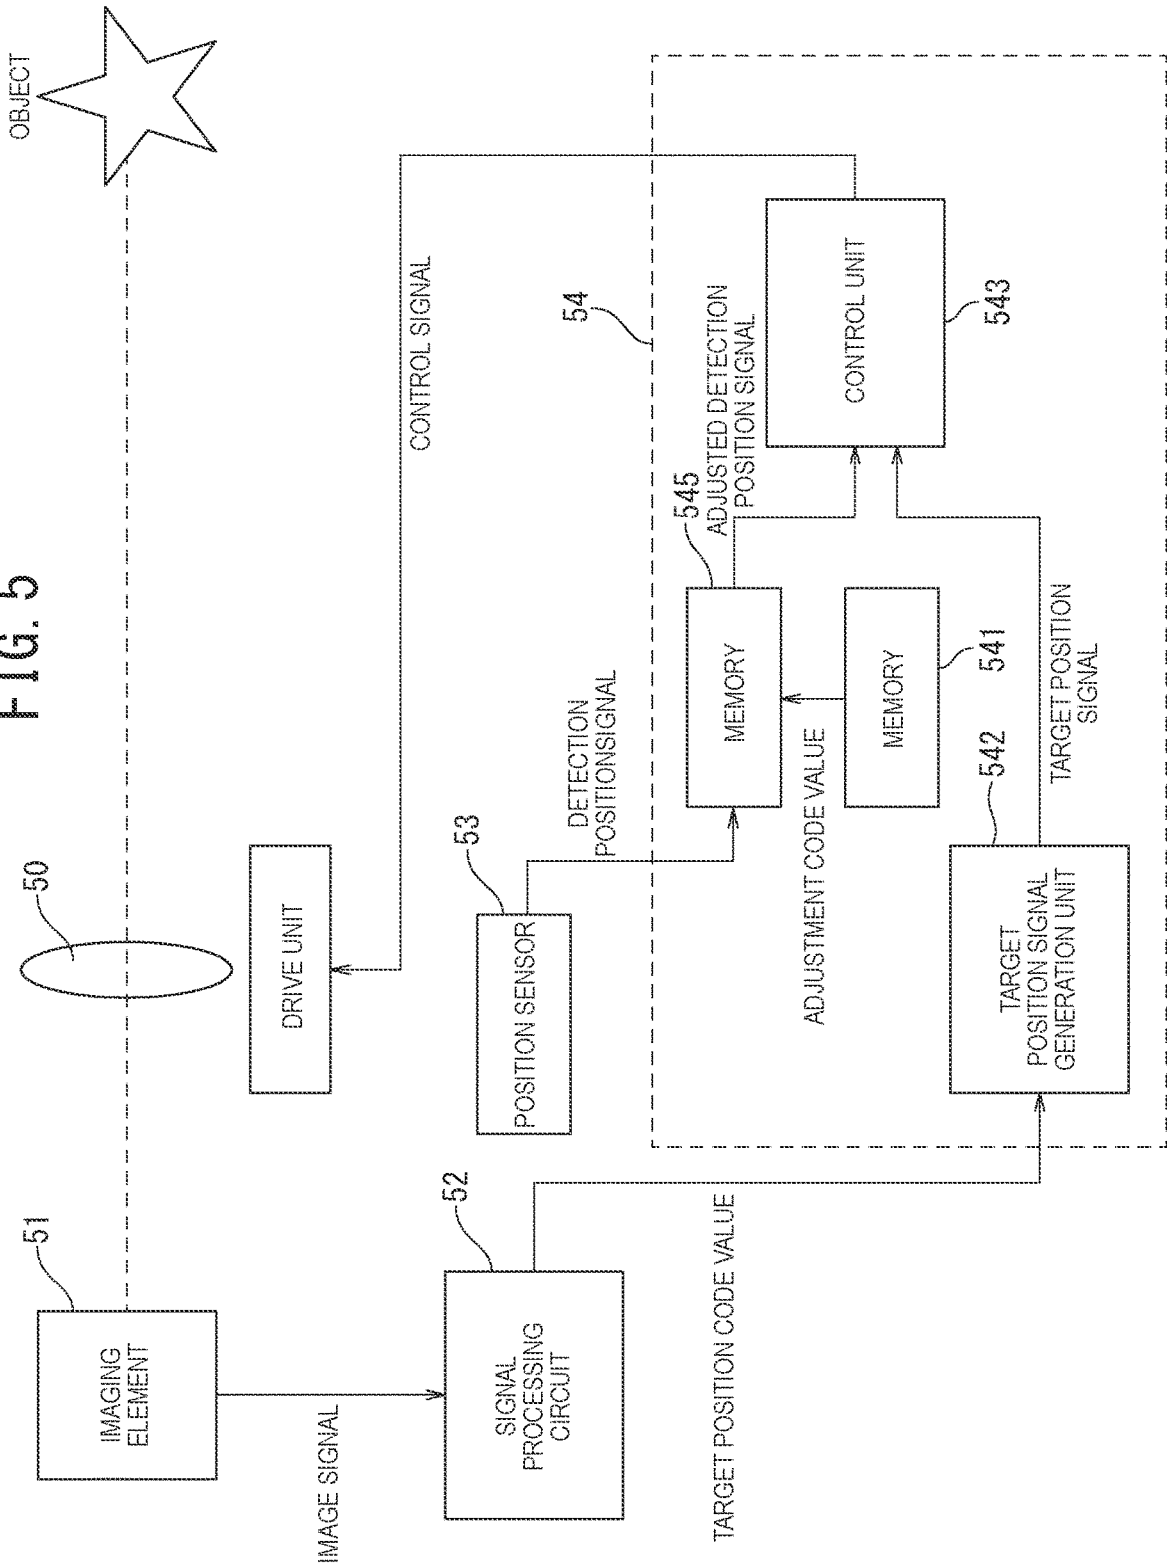 FIG. 5
OBJECT
50
51
IMAGING
ELEMENT
DRIVE UNIT
IMAGE SIGNAL
CONTROL SIGNAL
52
SIGNAL
PROCESSING
CIRCUIT
53
POSITION SENSOR
DETECTION
POSITIONSIGNAL
54
TARGET POSITION CODE VALUE
545
MEMORY
ADJUSTED DETECTION
POSITION SIGNAL
ADJUSTMENT CODE VALUE
MEMORY
541
CONTROL UNIT
543
542
TARGET
POSITION SIGNAL
GENERATION UNIT
TARGET POSITION
SIGNAL